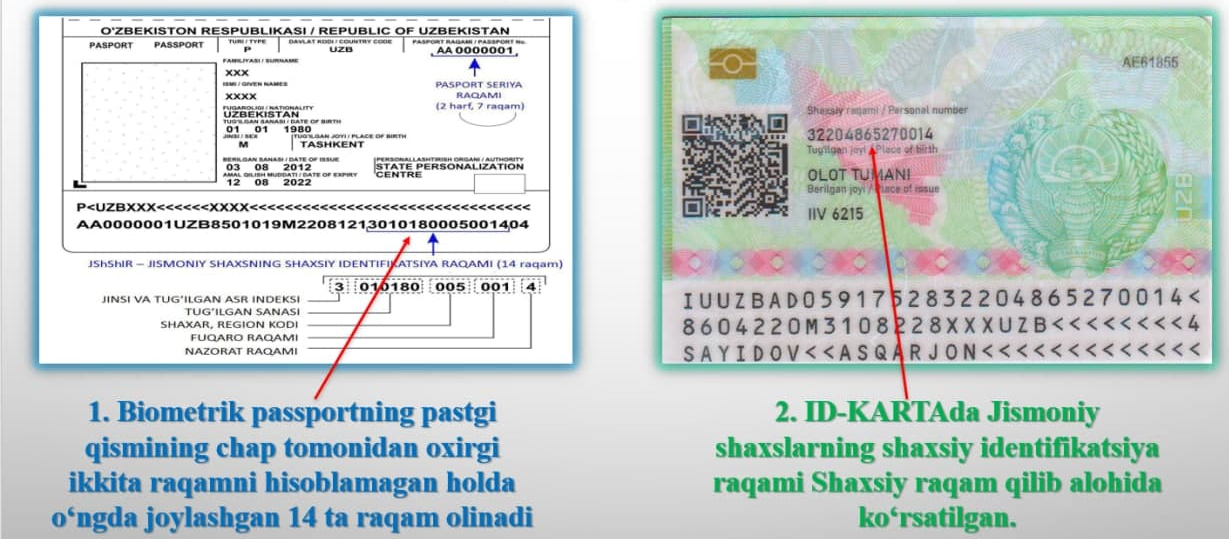 O'ZBEKISTON RESPUBLIKASI / REPUBLIC OF UZBEKISTAN
PASPORT PASSPORT
TURI / TYPE
P
DAVLAT KODI / COUNTRY CODE
UZB
PASPORT RAQAMI / PASSPORT No.
AA 0000001
FAMILIYASI / SURNAME
XXX
ISMI / GIVEN NAMES
XXXX
FUQAROLIGI / NATIONALITY
UZBEKISTAN
TUG'ILGAN SANASI / DATE OF BIRTH
01 01 1980
JINSI / SEX
M
TUG'ILGAN JOYI / PLACE OF BIRTH
TASHKENT
BERILGAN SANASI / DATE OF ISSUE
03 08 2012
AMAL QILISH MUDDATI / DATE OF EXPIRY
12 08 2022
PERSONALLASHTIRISH ORGANI / AUTHORITY
STATE PERSONALIZATION
CENTRE
PASPORT SERIYA
RAQAMI
(2 harf, 7 raqam)
P<UZBXXX<<<<<<XXXX<<<<<<<<<<<<<<<<<<<<<<<<<<<<
AA0000001UZB8501019M22081213010180005001404
JShShIR – JISMONIY SHAXSNING SHAXSIY IDENTIFIKATSIYA RAQAMI (14 raqam)
3 010180 005 001 4
JINSI VA TUG'ILGAN ASR INDEKSI
TUG'ILGAN SANASI
SHAXAR, REGION KODI
FUQARO RAQAMI
NAZORAT RAQAMI
1. Biometrik passportning pastgi
qismining chap tomonidan oxirgi
ikkita raqamni hisoblamagan holda
o‘ngda joylashgan 14 ta raqam olinadi
AE61855
Shaxsiy raqami / Personal number
32204865270014
Tug'ilgan joyi / Place of birth
OLOT TUMANI
Berilgan joyi / Place of issue
IIV 6215
UZB
IUUZBAD0591752832204865270014<
8604220M3108228XXXUZB<<<<<<<<4
SAYIDOV<<ASQARJON<<<<<<<<<<<<<
2. ID-KARTAda Jismoniy
shaxslarning shaxsiy identifikatsiya
raqami Shaxsiy raqam qilib alohida
ko‘rsatilgan.